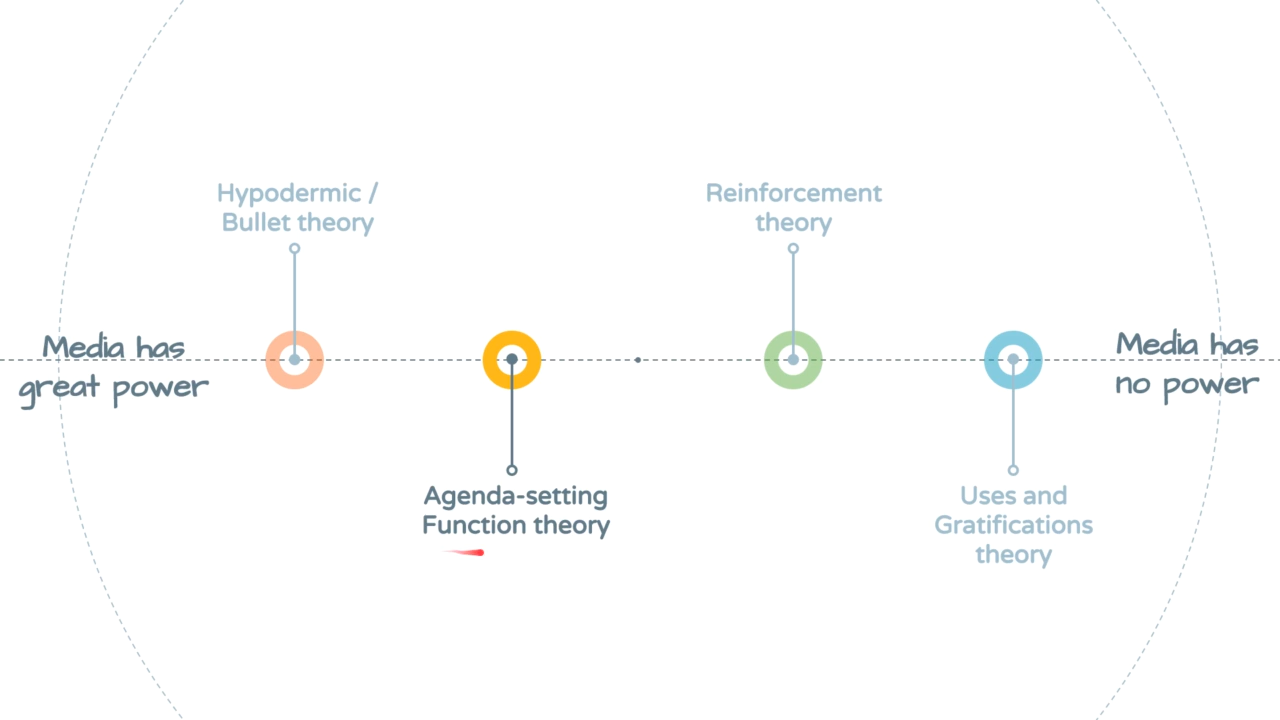 Hypodermic /
Bullet theory
Reinforcement
theory
Media has
great power
Media has
no power
Agenda-setting
Function theory
Uses and
Gratifications
theory